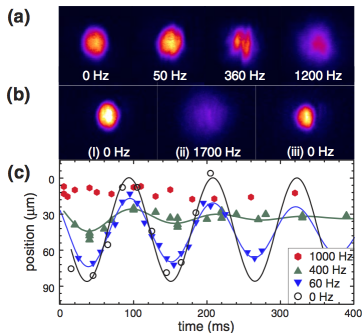 (a)
0 Hz 50 Hz 360 Hz 1200 Hz
(b)
(i) 0 Hz (ii) 1700 Hz (iii) 0 Hz
(c)
0
30
60
90
position (µm)
1000 Hz
400 Hz
60 Hz
0 Hz
0 100 200 300 400
time (ms)